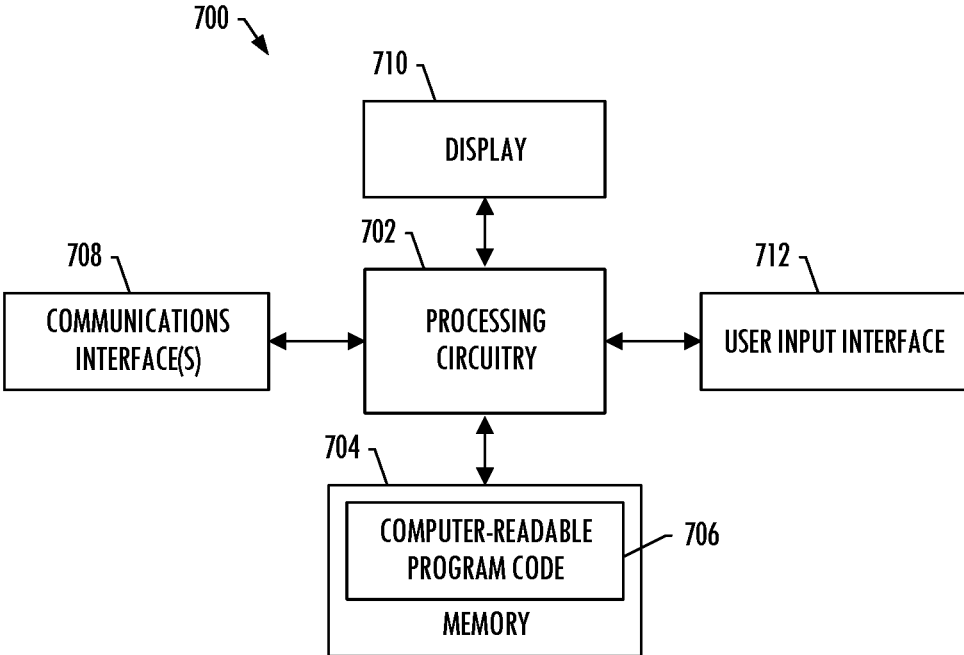 700
710
DISPLAY
702
708
712
COMMUNICATIONS
INTERFACE(S)
PROCESSING
CIRCUITRY
USER INPUT INTERFACE
704
COMPUTER-READABLE
PROGRAM CODE
706
MEMORY